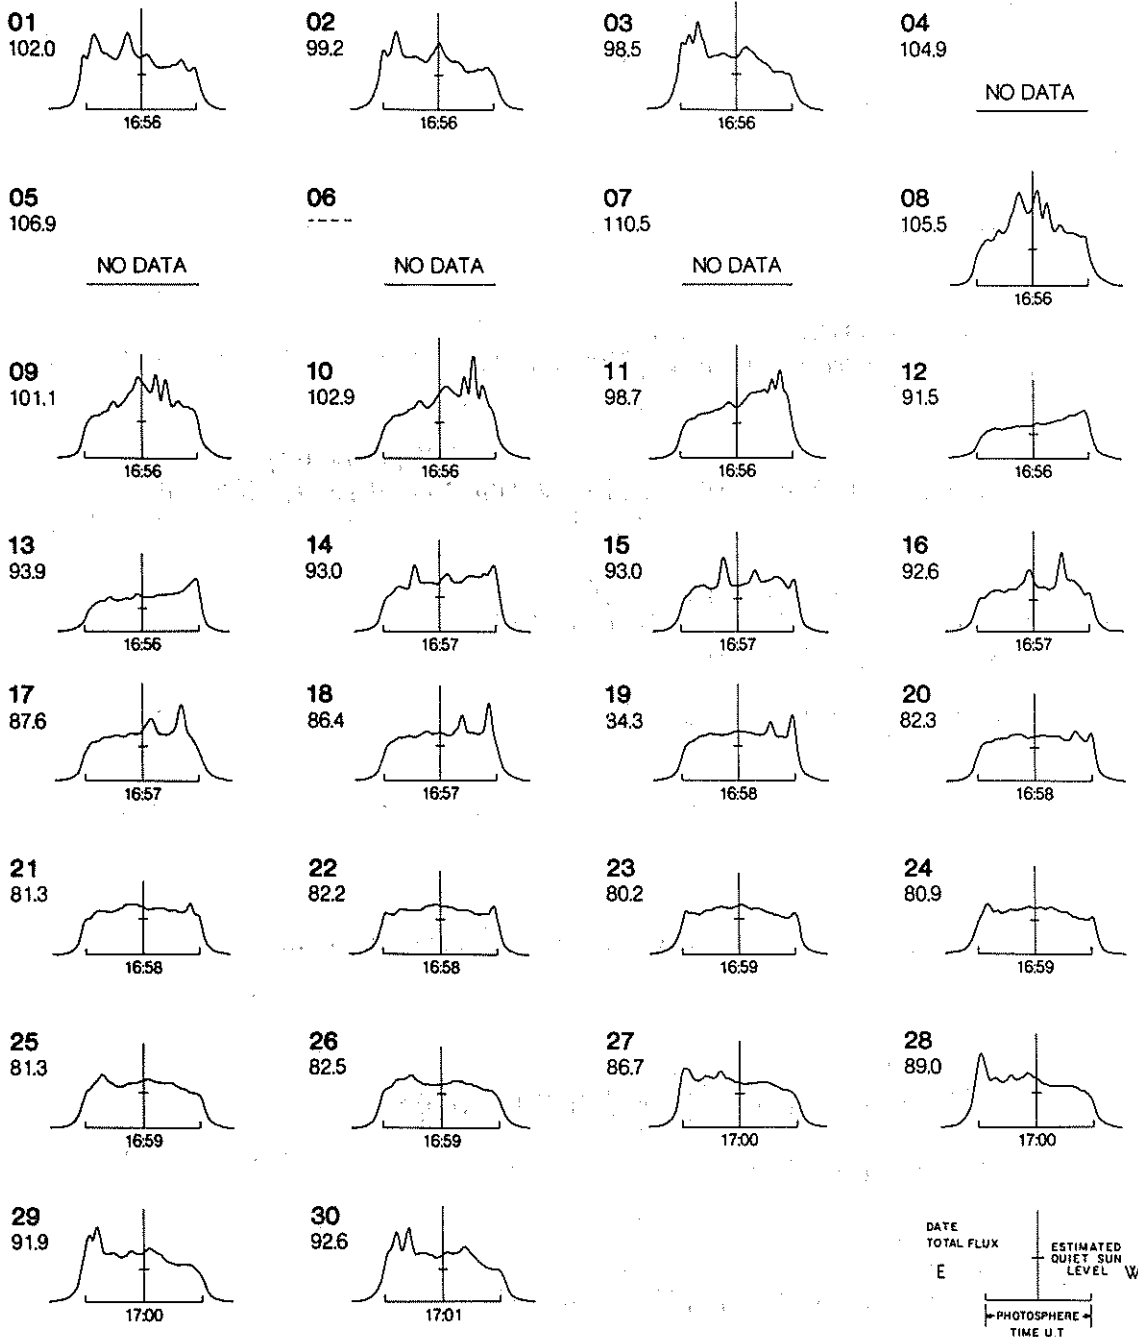 01 02 03 04
102.0 99.2 98.5 104.9
NO DATA
16:56 16:56 16:56
05 06 07 08
106.9 ---- 110.5 105.5
NO DATA NO DATA NO DATA
16:56
09 10 11 12
101.1 102.9 98.7 91.5
16:56 16:56 16:56 16:56
13 14 15 16
93.9 93.0 93.0 92.6
16:56 16:57 16:57 16:57
17 18 19 20
87.6 86.4 34.3 82.3
16:57 16:57 16:58 16:58
21 22 23 24
81.3 82.2 80.2 80.9
16:58 16:58 16:59 16:59
25 26 27 28
81.3 82.5 86.7 89.0
16:59 16:59 17:00 17:00
29 30
91.9 92.6
17:00 17:01
DATE
TOTAL FLUX
E
ESTIMATED
QUIET SUN
LEVEL W
PHOTOSPHERE
TIME U.T